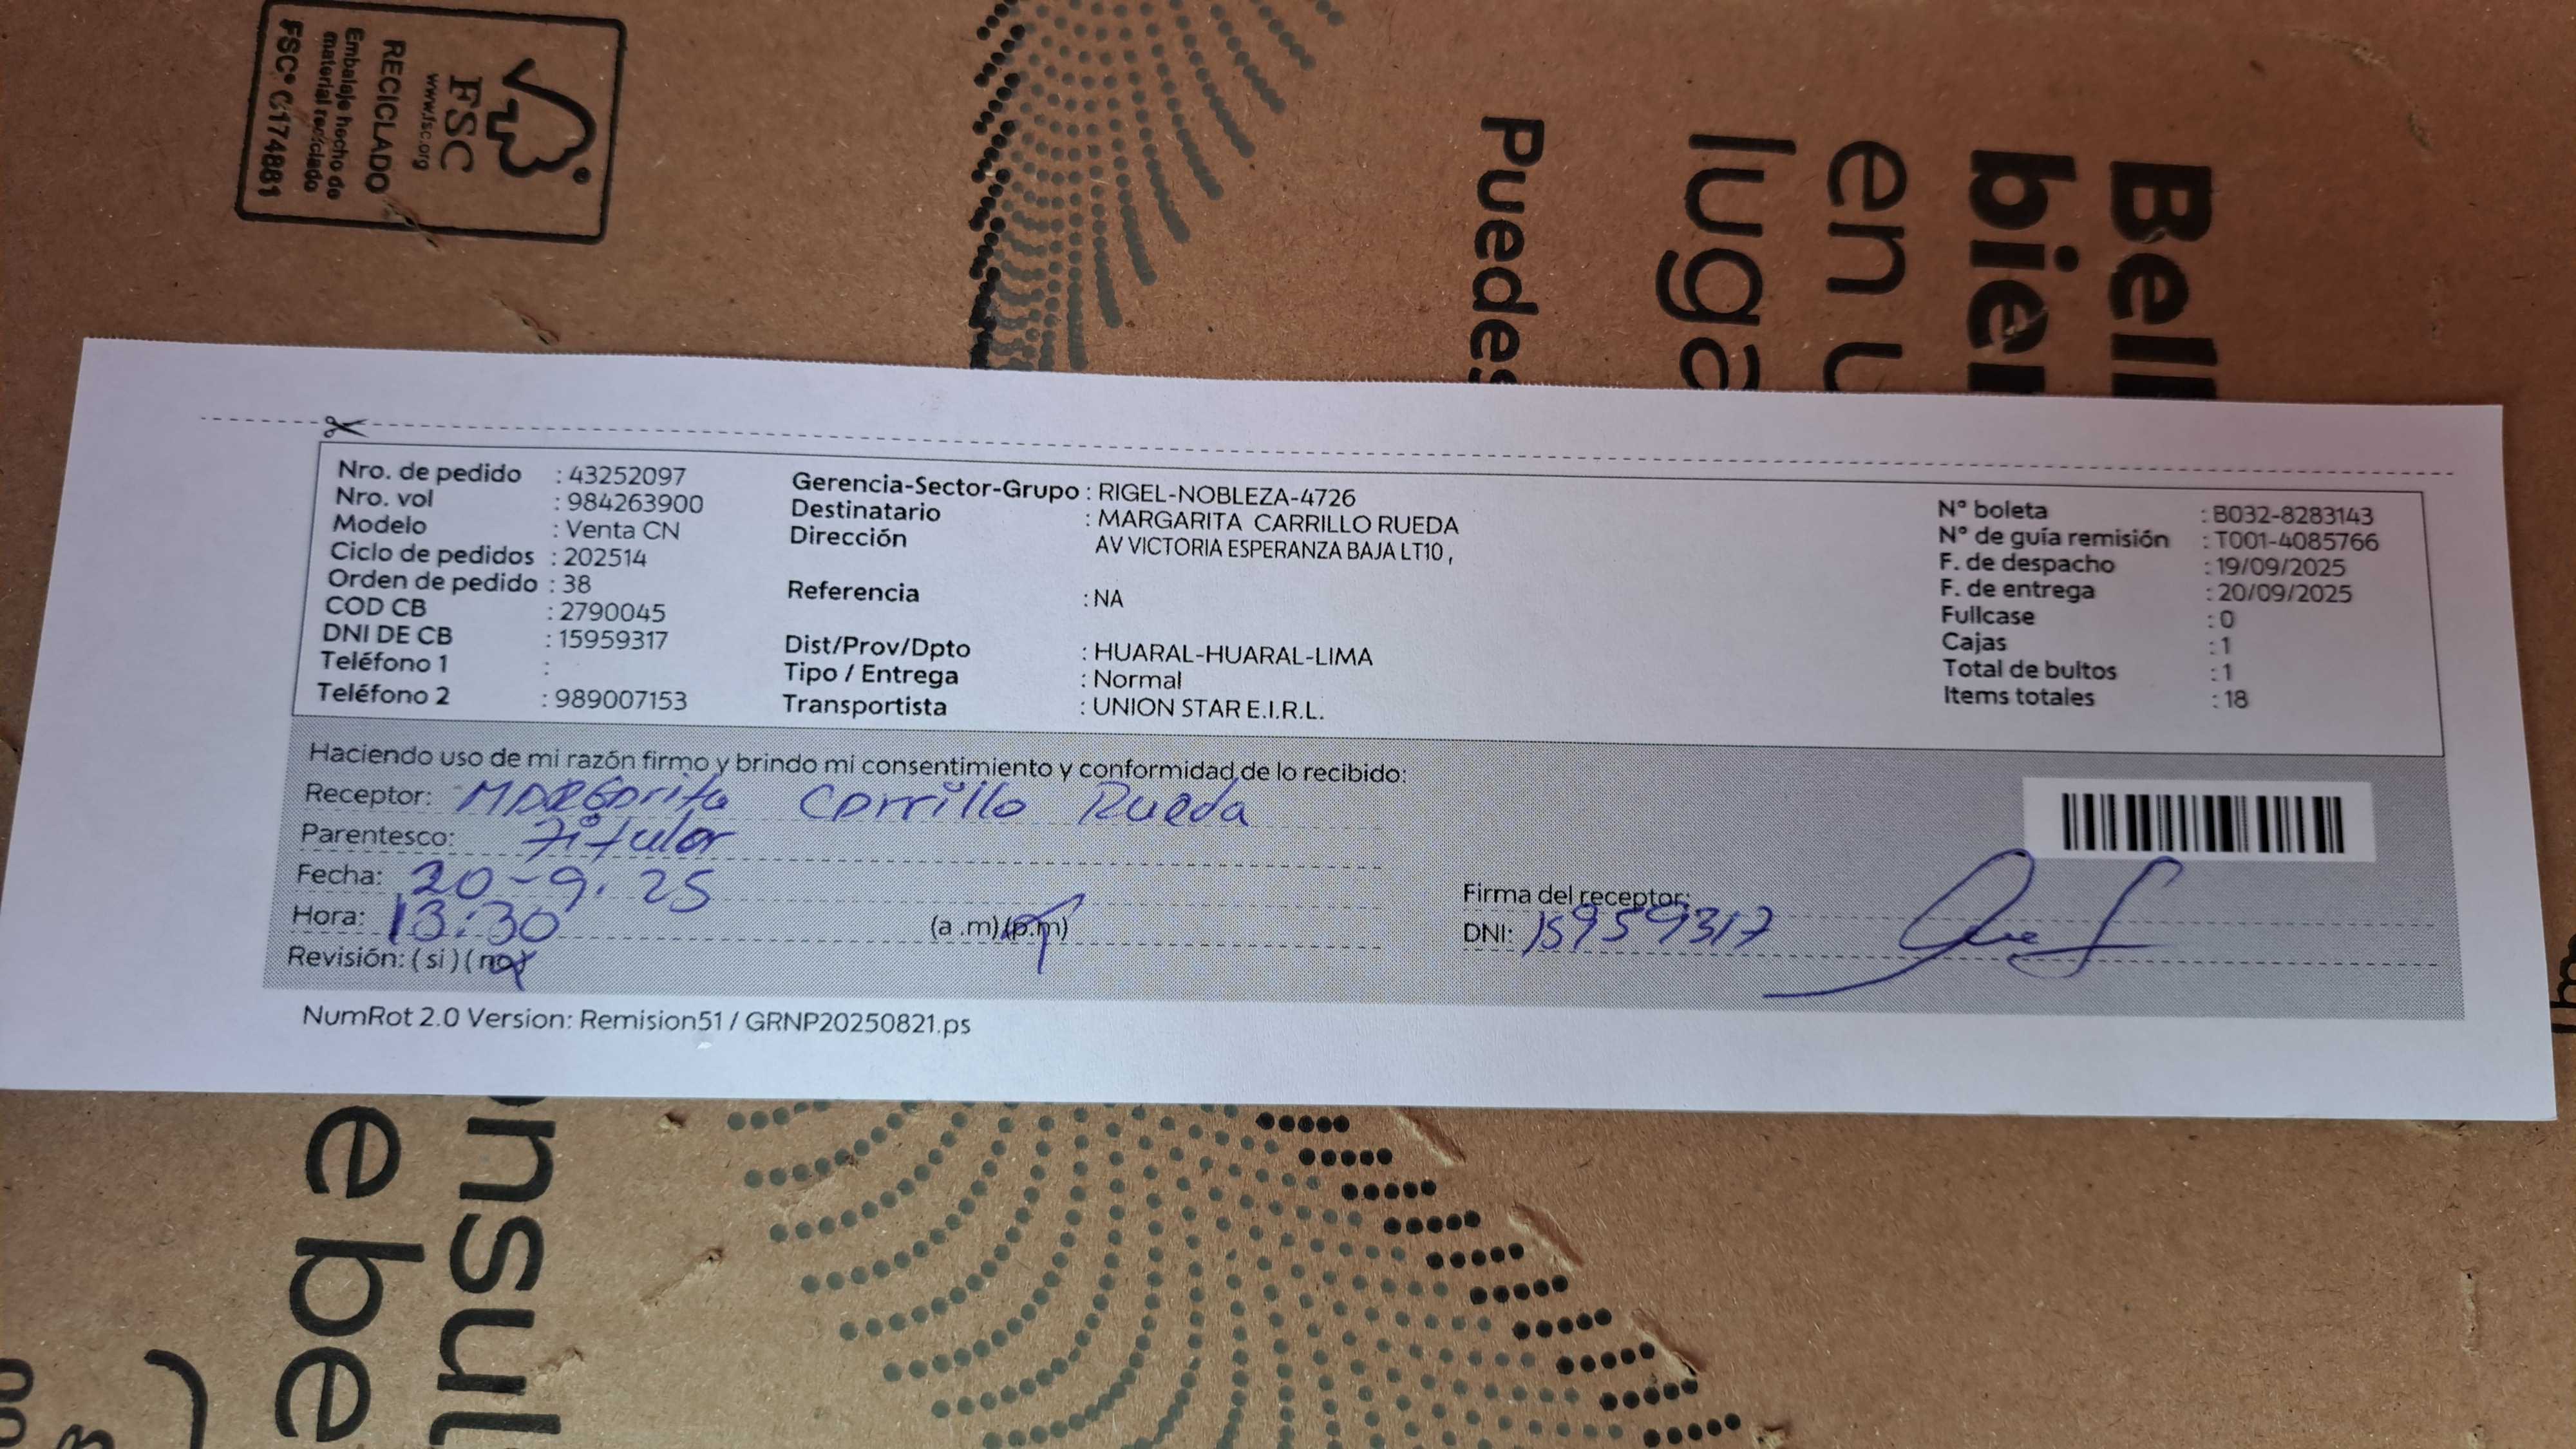 FSC
www.fsc.org
RECICLADO
Embalaje hecho de
material reciclado
FSC® C174881
Bell
bien
en u
luga
Puedes
Nro. de pedido : 43252097
Nro. vol : 984263900
Modelo : Venta CN
Ciclo de pedidos : 202514
Orden de pedido : 38
COD CB : 2790045
DNI DE CB : 15959317
Teléfono 1 :
Teléfono 2 : 989007153
Gerencia-Sector-Grupo : RIGEL-NOBLEZA-4726
Destinatario : MARGARITA CARRILLO RUEDA
Dirección AV VICTORIA ESPERANZA BAJA LT10 ,
Referencia : NA
Dist/Prov/Dpto : HUARAL-HUARAL-LIMA
Tipo / Entrega : Normal
Transportista : UNION STAR E.I.R.L.
N° boleta : B032-8283143
N° de guía remisión : T001-4085766
F. de despacho : 19/09/2025
F. de entrega : 20/09/2025
Fullcase : 0
Cajas : 1
Total de bultos : 1
Items totales : 18
Haciendo uso de mi razón firmo y brindo mi consentimiento y conformidad de lo recibido:
Receptor: MARGarita Carrillo Rueda
Parentesco: Titular
Fecha: 20-9.25
Hora: 13:30 (a .m) (p.m)
Revisión: ( si ) ( no )
Firma del receptor:
DNI: 15959317
NumRot 2.0 Version: Remision51 / GRNP20250821.ps
onsul
e be